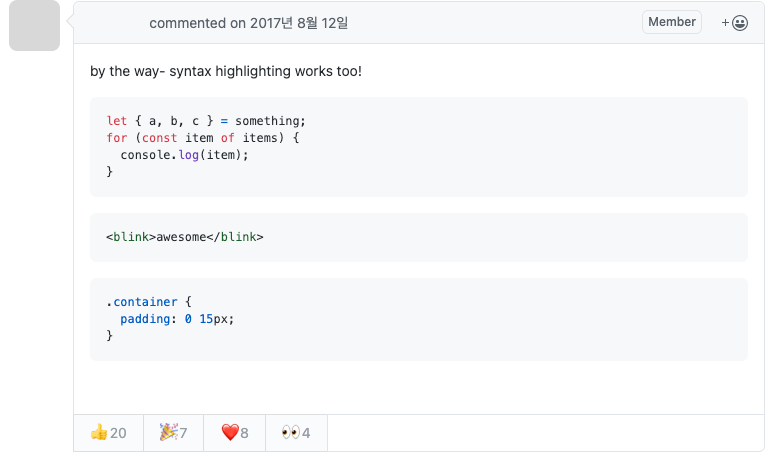 commented on 2017년 8월 12일 Member +
by the way- syntax highlighting works too!
let { a, b, c } = something;
for (const item of items) {
  console.log(item);
}
<blink>awesome</blink>
.container {
  padding: 0 15px;
}
👍20 🎉7 ❤️8 👀4